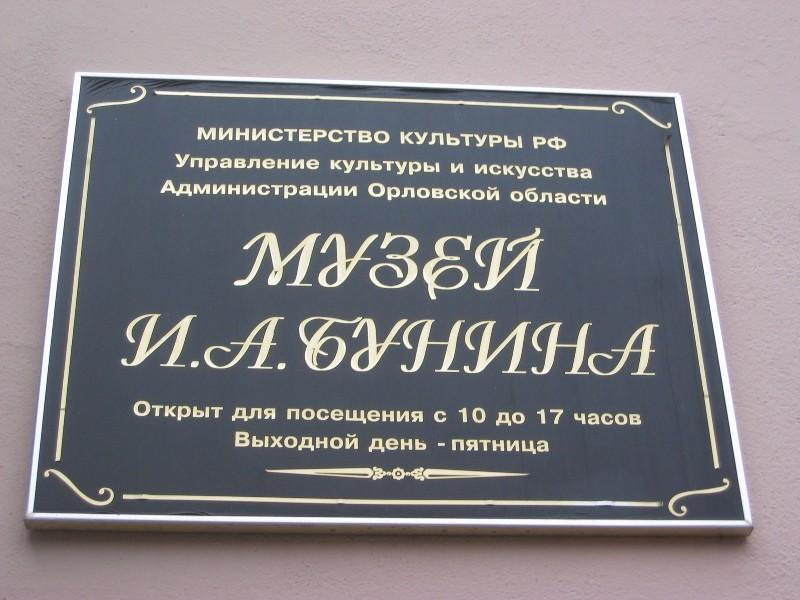 МИНИСТЕРСТВО КУЛЬТУРЫ РФ
Управление культуры и искусства
Администрации Орловской области
МУЗЕЙ
И.А.БУНИНА
Открыт для посещения с 10 до 17 часов
Выходной день - пятница